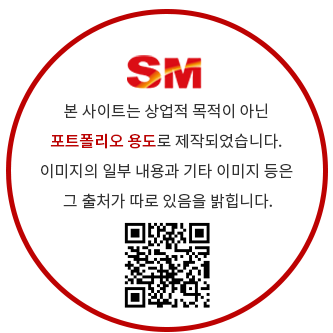 SM
본 사이트는 상업적 목적이 아닌
포트폴리오 용도로 제작되었습니다.
이미지의 일부 내용과 기타 이미지 등은
그 출처가 따로 있음을 밝힙니다.